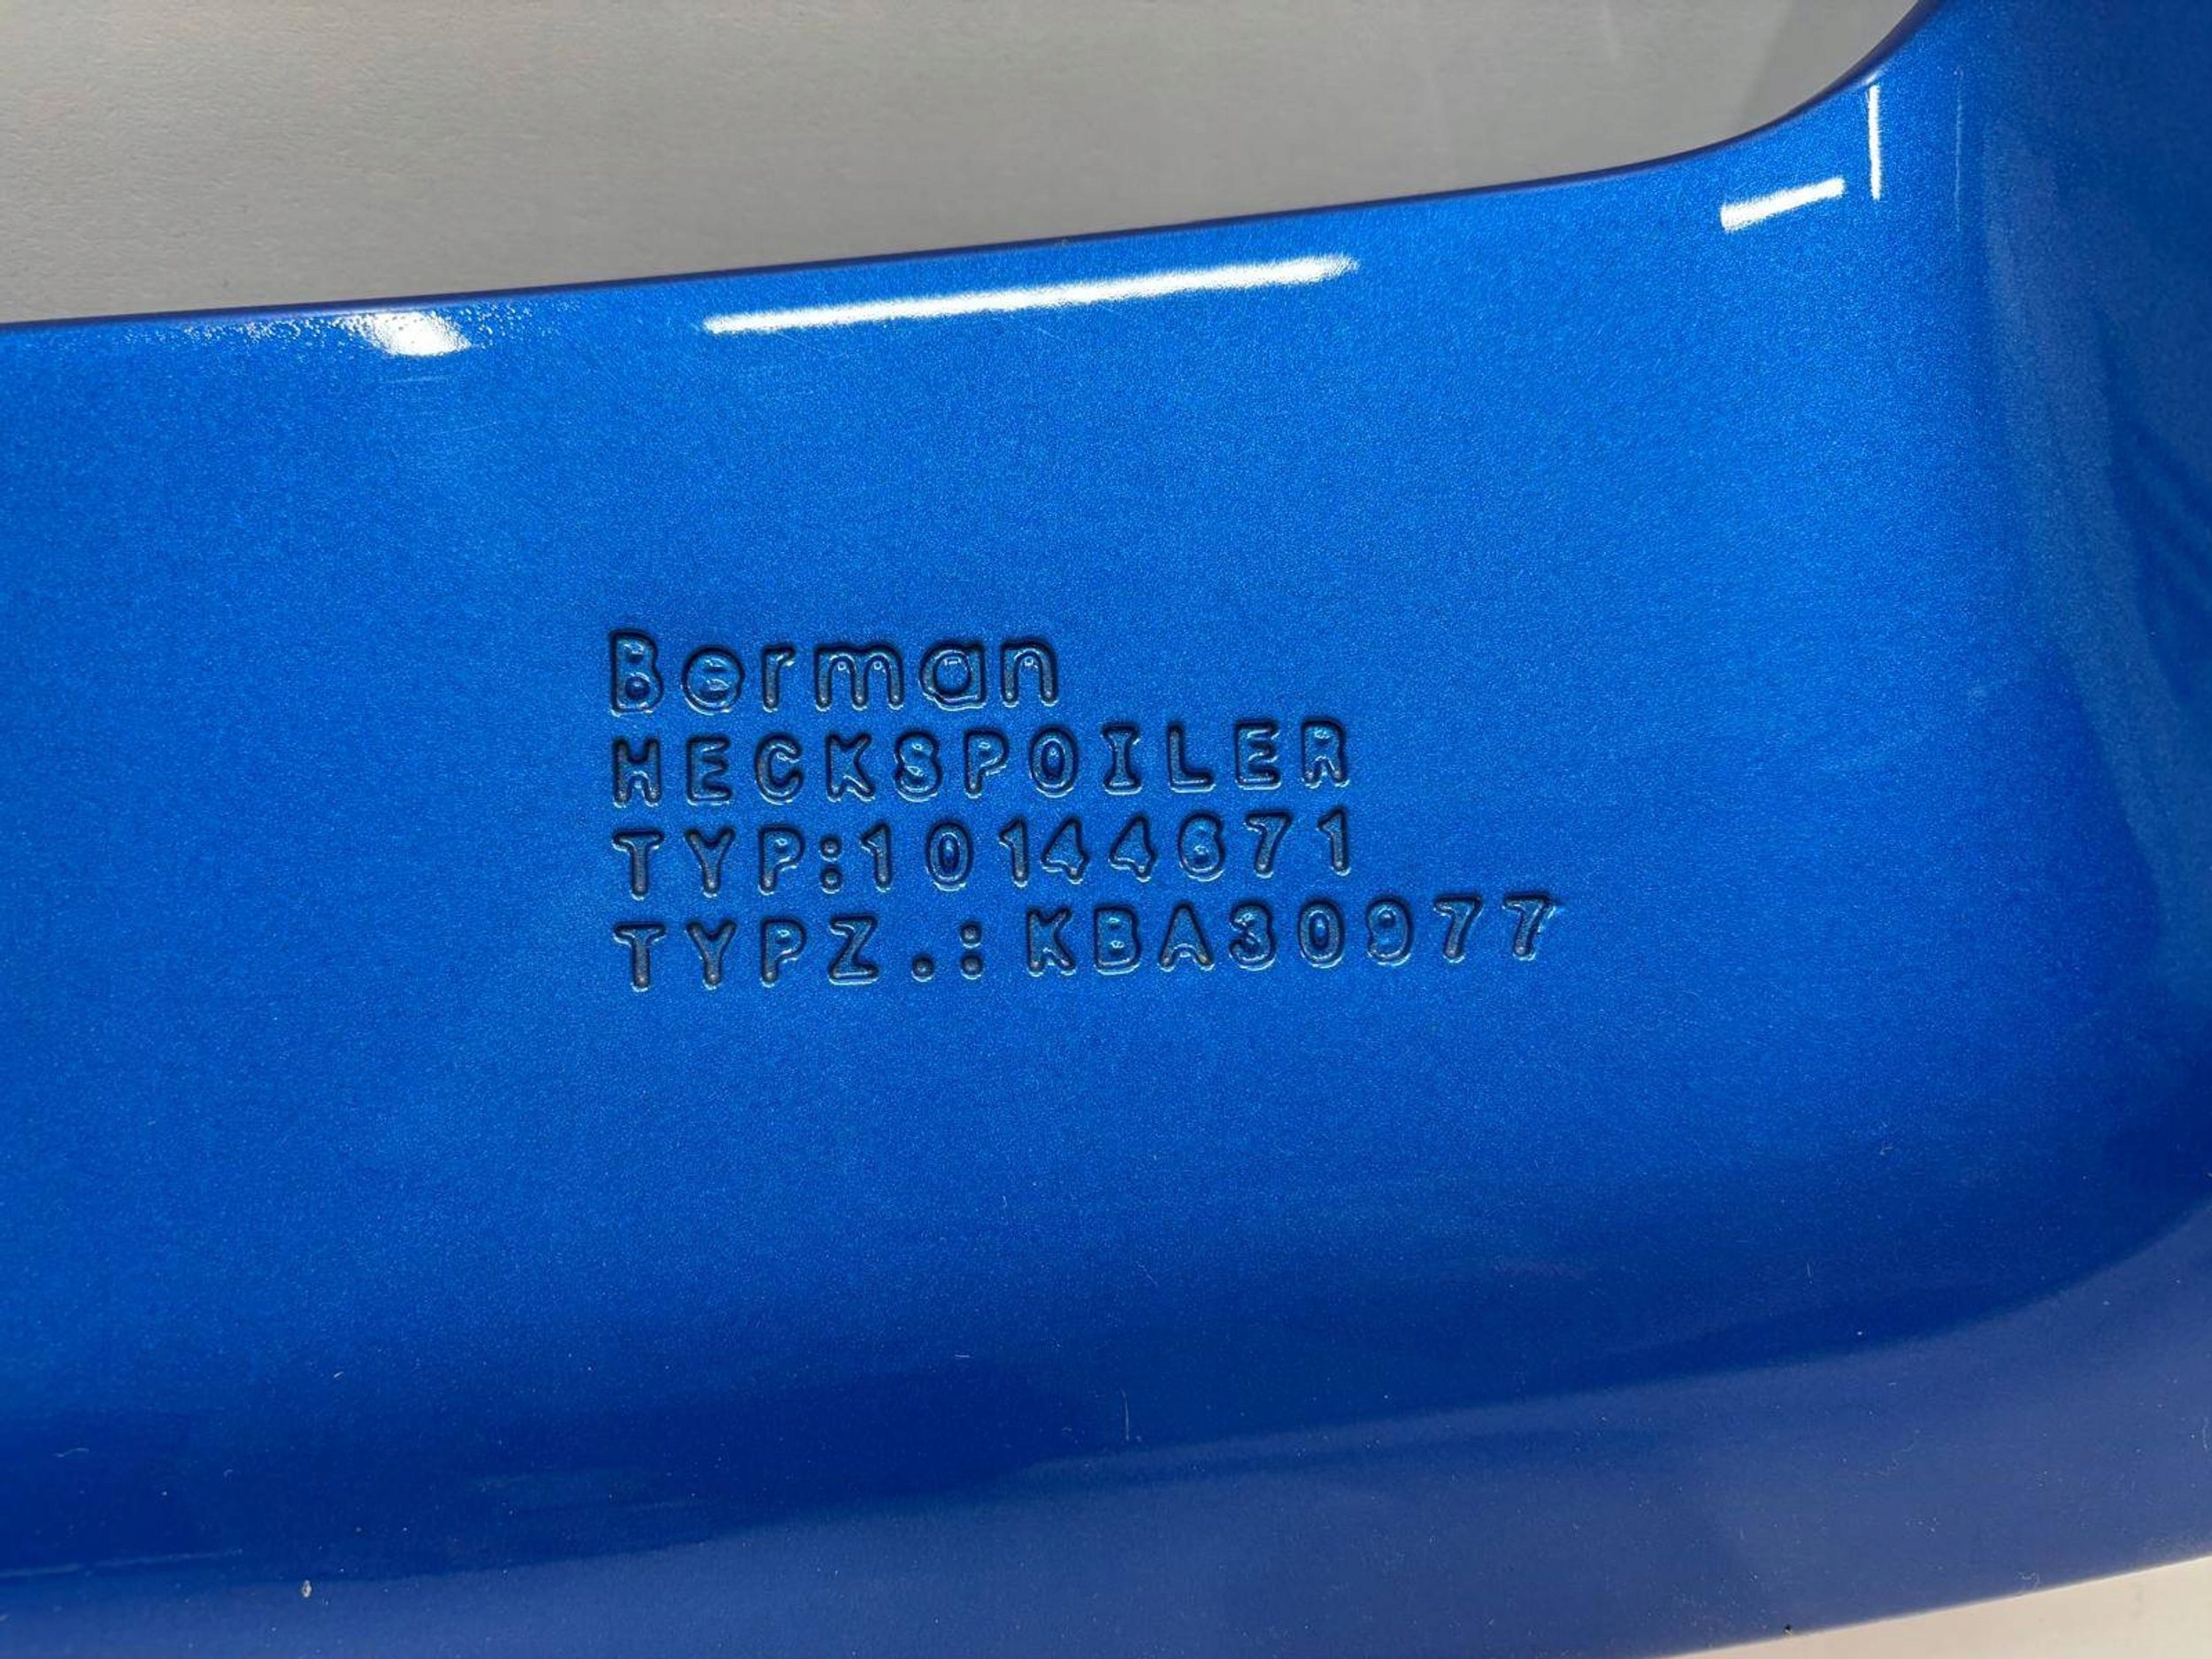 Berman
HECKSPOILER
TYP:10144671
TYPZ.:KBA30977